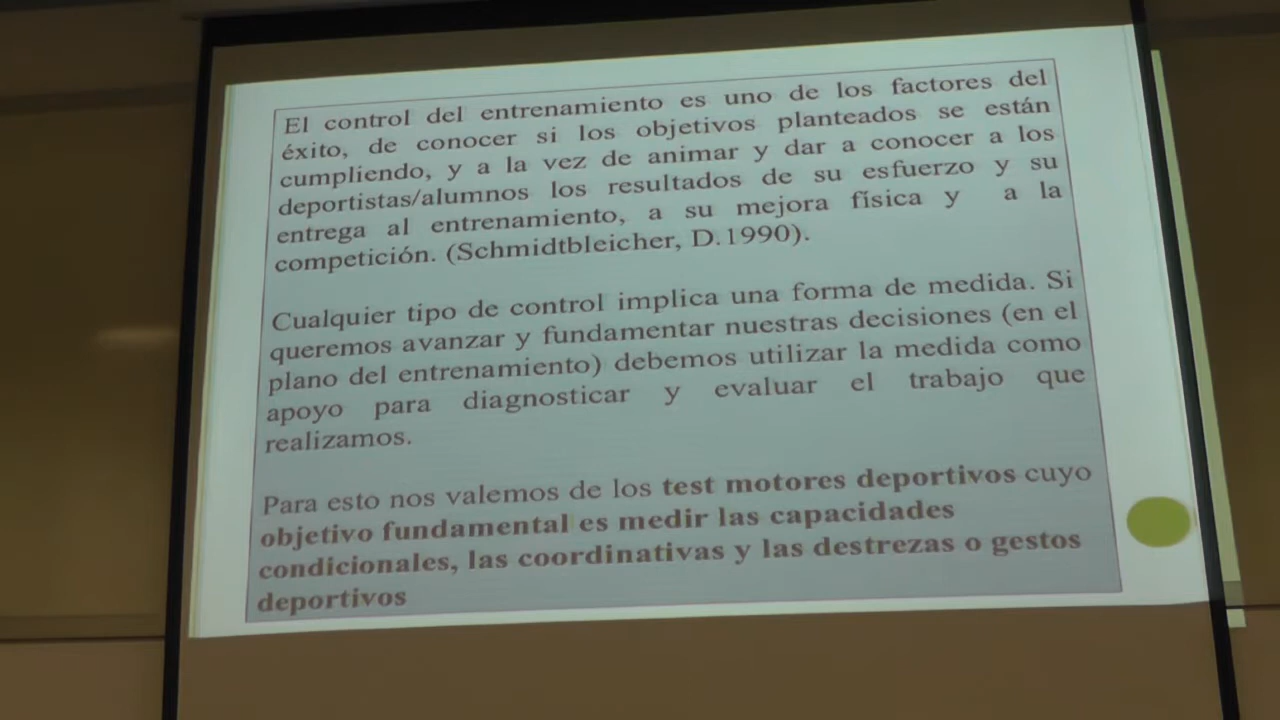 El control del entrenamiento es uno de los factores del
éxito, de conocer si los objetivos planteados se están
cumpliendo, y a la vez de animar y dar a conocer a los
deportistas/alumnos los resultados de su esfuerzo y su
entrega al entrenamiento, a su mejora física y a la
competición. (Schmidtbleicher, D.1990).
Cualquier tipo de control implica una forma de medida. Si
queremos avanzar y fundamentar nuestras decisiones (en el
plano del entrenamiento) debemos utilizar la medida como
apoyo para diagnosticar y evaluar el trabajo que
realizamos.
Para esto nos valemos de los test motores deportivos cuyo
objetivo fundamental es medir las capacidades
condicionales, las coordinativas y las destrezas o gestos
deportivos